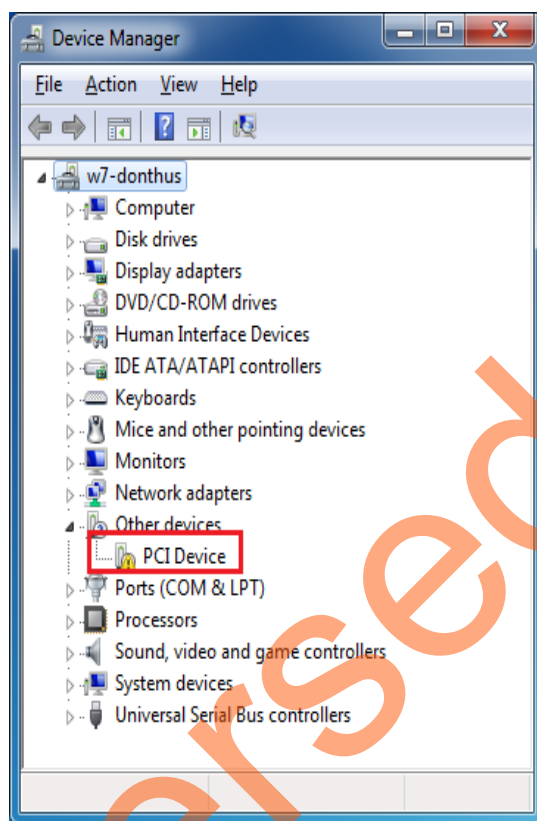 Device Manager
File Action View Help
w7-donthus
Computer
Disk drives
Display adapters
DVD/CD-ROM drives
Human Interface Devices
IDE ATA/ATAPI controllers
Keyboards
Mice and other pointing devices
Monitors
Network adapters
Other devices
PCI Device
Ports (COM & LPT)
Processors
Sound, video and game controllers
System devices
Universal Serial Bus controllers
ersed